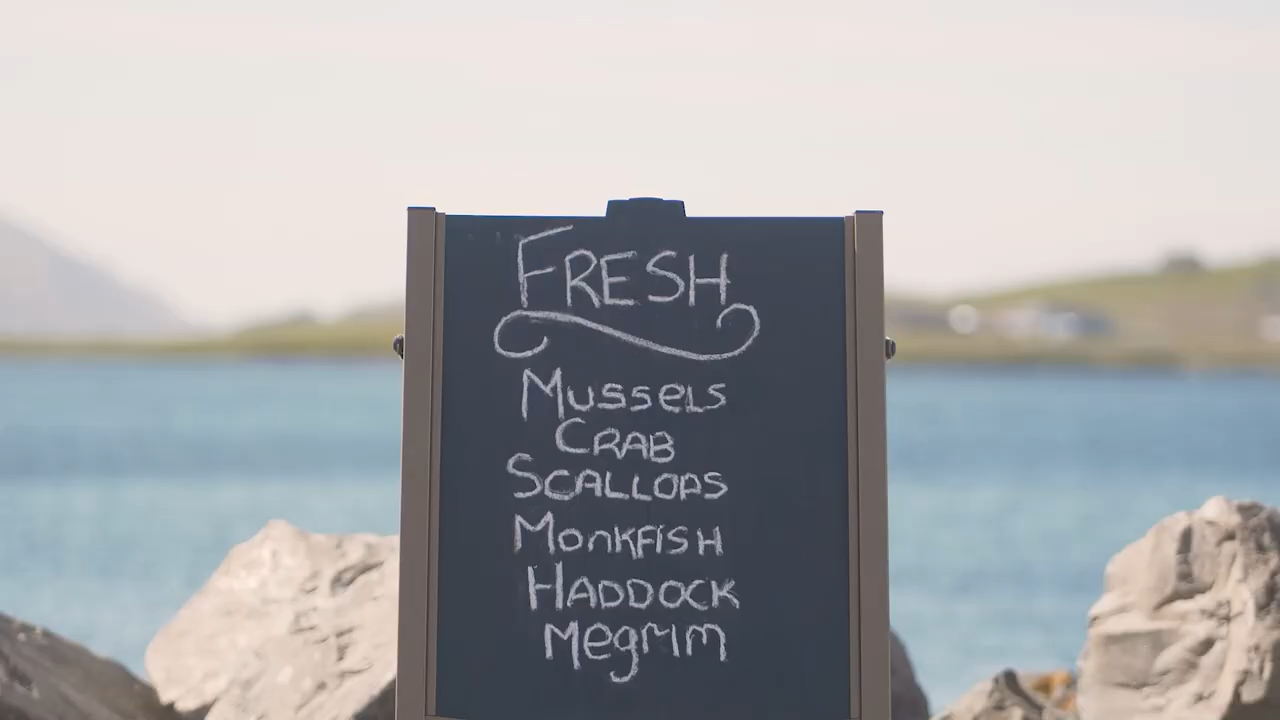 FRESH
Mussels
CRAB
SCALLOPS
MonkfisH
HADDOCK
Megrim